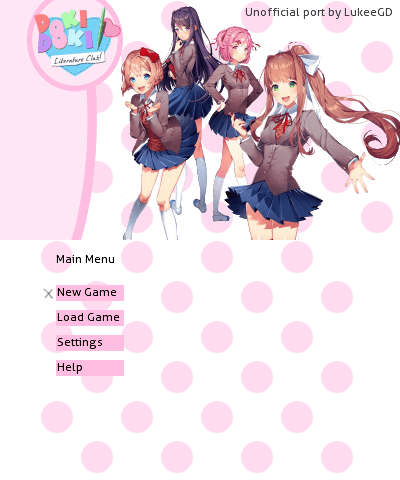 Unofficial port by LukeeGD
DOKI
DOKI
Literature Club!
Main Menu
New Game
Load Game
Settings
Help